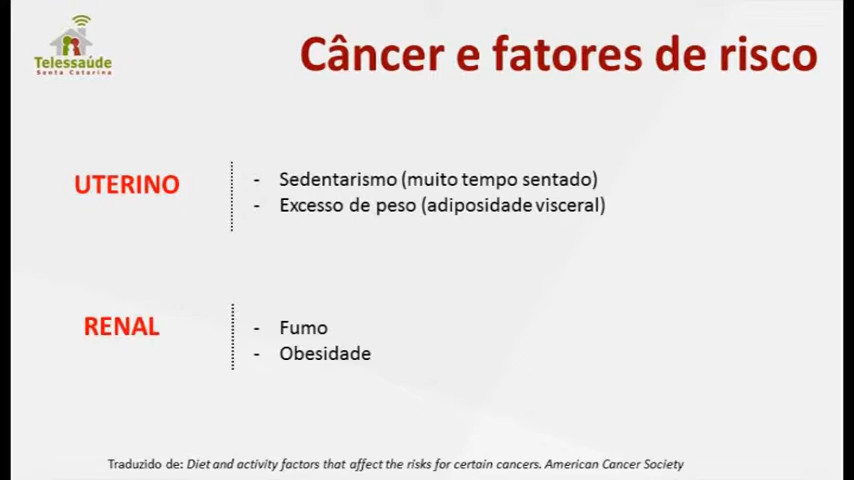 Telessaúde
Santa Catarina
Câncer e fatores de risco
UTERINO
- Sedentarismo (muito tempo sentado)
- Excesso de peso (adiposidade visceral)
RENAL
- Fumo
- Obesidade
Traduzido de: Diet and activity factors that affect the risks for certain cancers. American Cancer Society